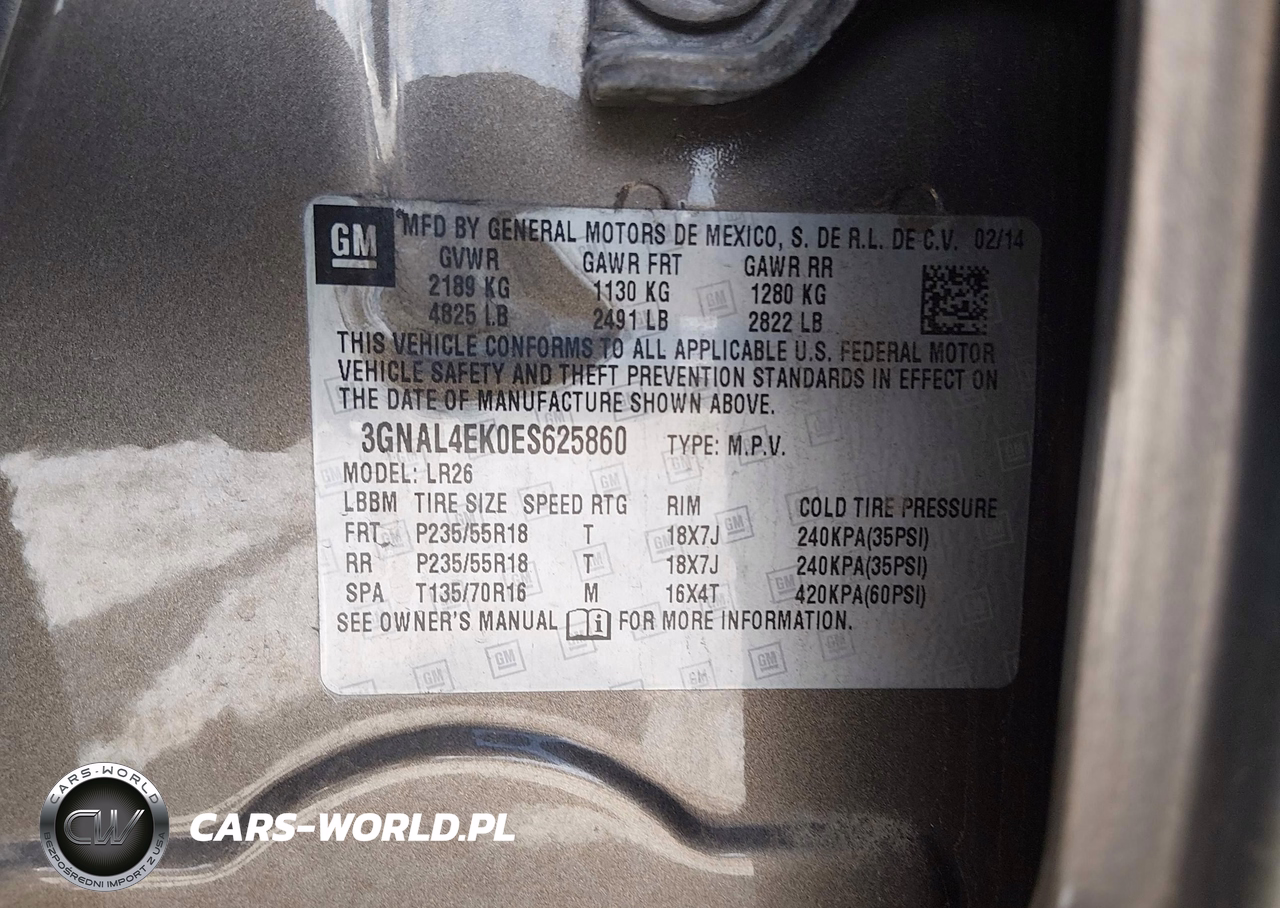 GM
MFD BY GENERAL MOTORS DE MEXICO, S. DE R.L. DE C.V. 02/14
GVWR GAWR FRT GAWR RR
2189 KG 1130 KG 1280 KG
4825 LB 2491 LB 2822 LB
THIS VEHICLE CONFORMS TO ALL APPLICABLE U.S. FEDERAL MOTOR
VEHICLE SAFETY AND THEFT PREVENTION STANDARDS IN EFFECT ON
THE DATE OF MANUFACTURE SHOWN ABOVE.
3GNAL4EK0ES625860 TYPE: M.P.V.
MODEL: LR26
LBBM TIRE SIZE SPEED RTG RIM COLD TIRE PRESSURE
FRT P235/55R18 T 18X7J 240KPA(35PSI)
RR P235/55R18 T 18X7J 240KPA(35PSI)
SPA T135/70R16 M 16X4T 420KPA(60PSI)
SEE OWNER'S MANUAL i FOR MORE INFORMATION.
CARS-WORLD
CW
BEZPOŚREDNI IMPORT Z USA
CARS-WORLD.PL